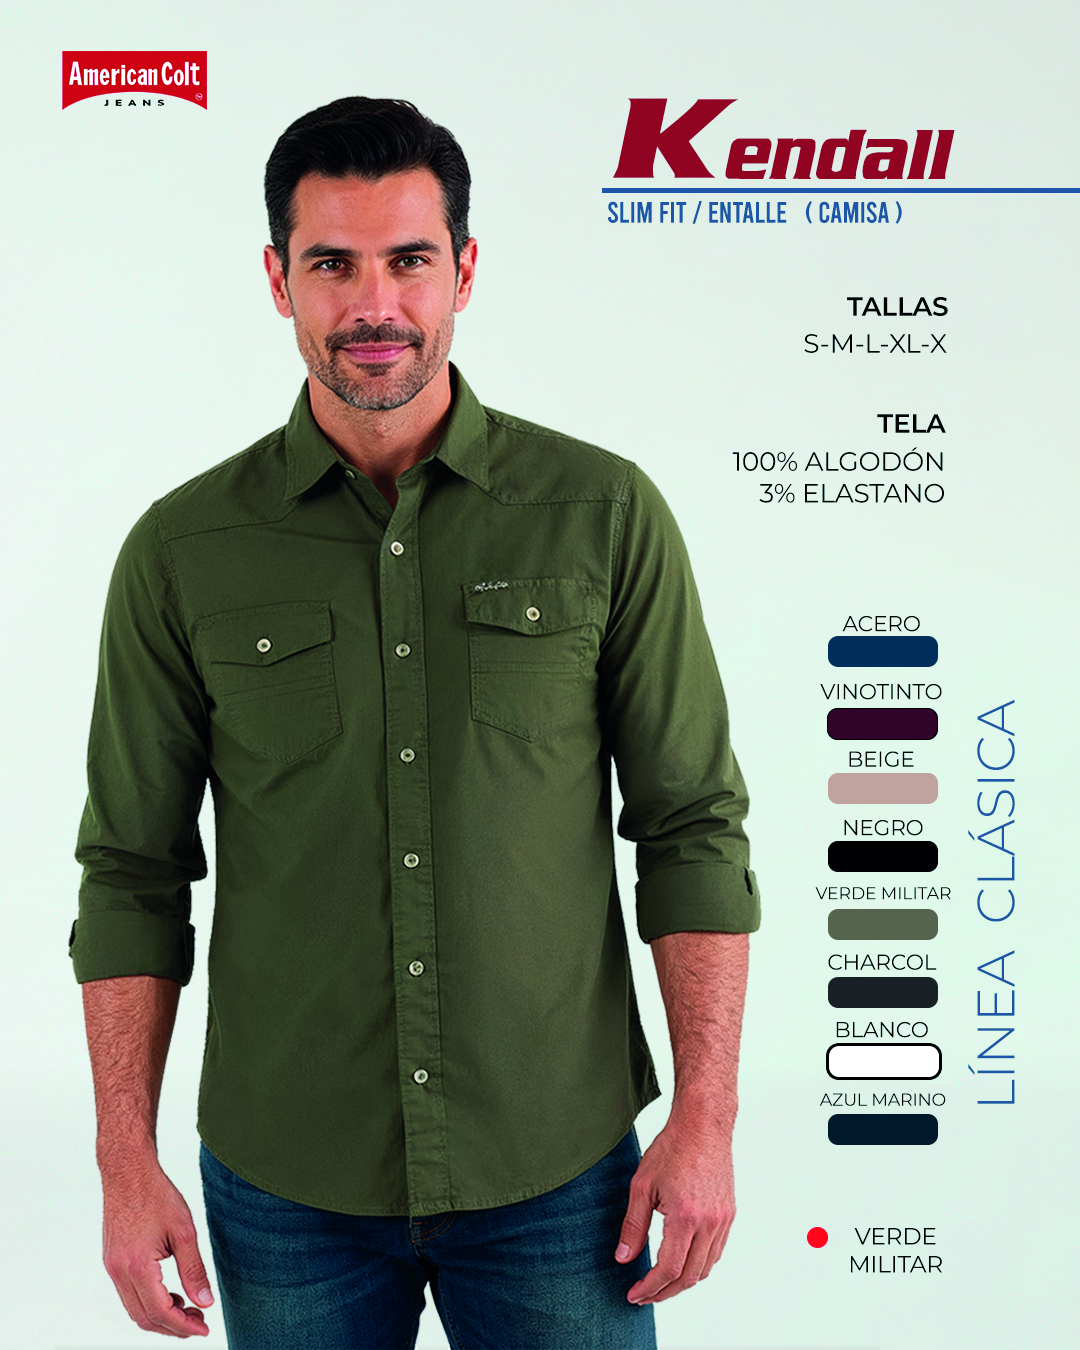 American Colt
JEANS
Kendall
SLIM FIT / ENTALLE ( CAMISA )
TALLAS
S-M-L-XL-X
TELA
100% ALGODÓN
3% ELASTANO
ACERO
VINOTINTO
BEIGE
NEGRO
VERDE MILITAR
CHARCOL
BLANCO
AZUL MARINO
LÍNEA CLÁSICA
VERDE
MILITAR